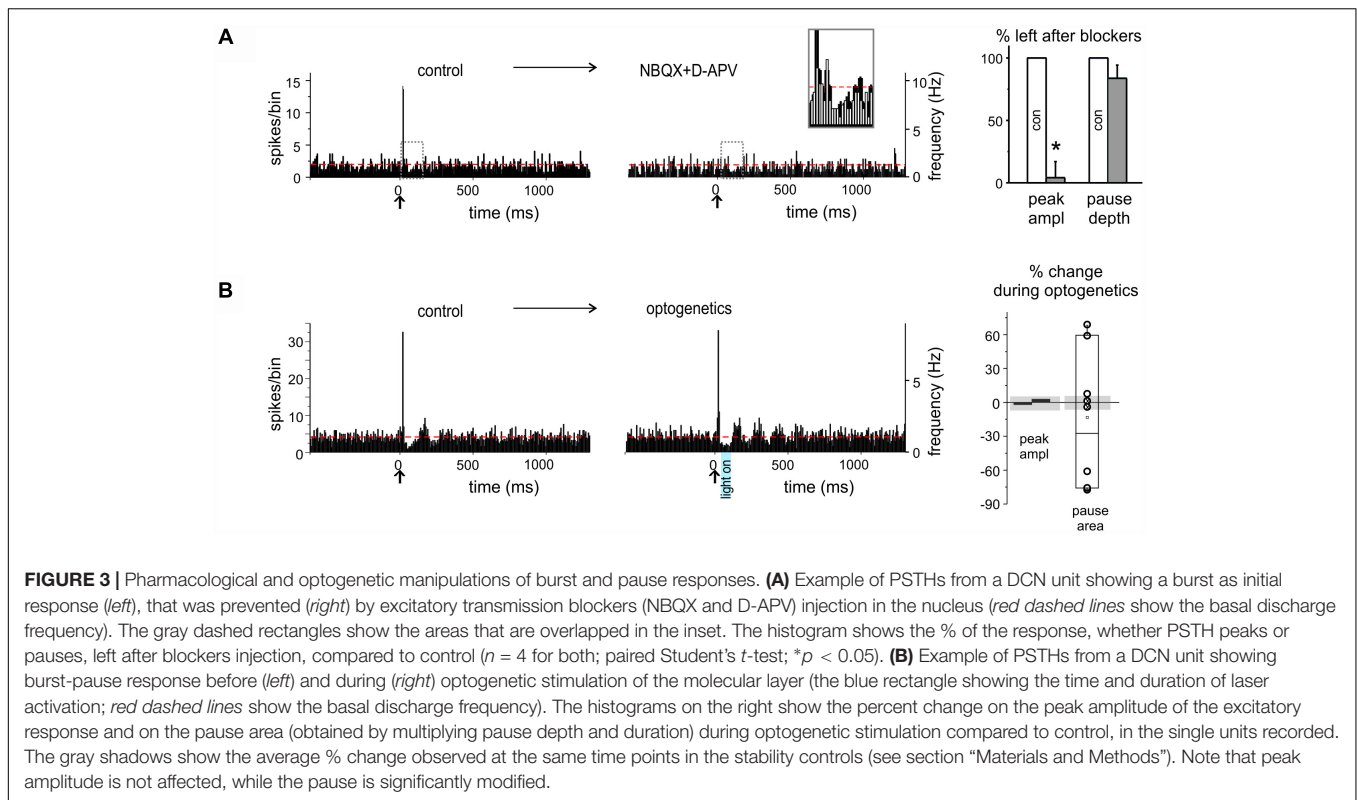 A
control
NBQX+D-APV
% left after blockers
spikes/bin
15
10
5
0
0
500
1000
time (ms)
0
500
1000
time (ms)
10
5
0
frequency (Hz)
100
50
0
con
*
con
peak
ampl
pause
depth
B
control
optogenetics
% change
during optogenetics
spikes/bin
30
20
10
0
0
500
1000
time (ms)
0
500
1000
light on
time (ms)
5
0
frequency (Hz)
60
30
0
-30
-60
-90
peak
ampl
pause
area
FIGURE 3 | Pharmacological and optogenetic manipulations of burst and pause responses. (A) Example of PSTHs from a DCN unit showing a burst as initial
response (left), that was prevented (right) by excitatory transmission blockers (NBQX and D-APV) injection in the nucleus (red dashed lines show the basal discharge
frequency). The gray dashed rectangles show the areas that are overlapped in the inset. The histogram shows the % of the response, whether PSTH peaks or
pauses, left after blockers injection, compared to control (n = 4 for both; paired Student's t-test; *p < 0.05). (B) Example of PSTHs from a DCN unit showing
burst-pause response before (left) and during (right) optogenetic stimulation of the molecular layer (the blue rectangle showing the time and duration of laser
activation; red dashed lines show the basal discharge frequency). The histograms on the right show the percent change on the peak amplitude of the excitatory
response and on the pause area (obtained by multiplying pause depth and duration) during optogenetic stimulation compared to control, in the single units recorded.
The gray shadows show the average % change observed at the same time points in the stability controls (see section "Materials and Methods"). Note that peak
amplitude is not affected, while the pause is significantly modified.